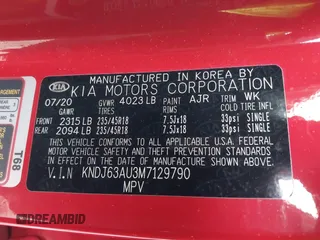 MANUFACTURED IN KOREA BY
KIA KIA MOTORS CORPORATION
07/20 GVWR 4023 LB PAINT AJR TRIM WK
GAWR TIRES RIMS COLD TIRE INF. PRESS.
FRONT 2315 LB 235/45R18 7.5Jx18 33psi SINGLE
REAR 2094 LB 235/45R18 7.5Jx18 33psi SINGLE
THIS VEHICLE CONFORMS TO ALL APPLICABLE
U.S. FEDERAL MOTOR VEHICLE SAFETY, BUMPER,
AND THEFT PREVENTION STANDARDS IN EFFECT
ON THE DATE OF MANUFACTURE SHOWN ABOVE.
V.I.N KNDJ63AU3M7129790
MPV
T68
DREAMBID